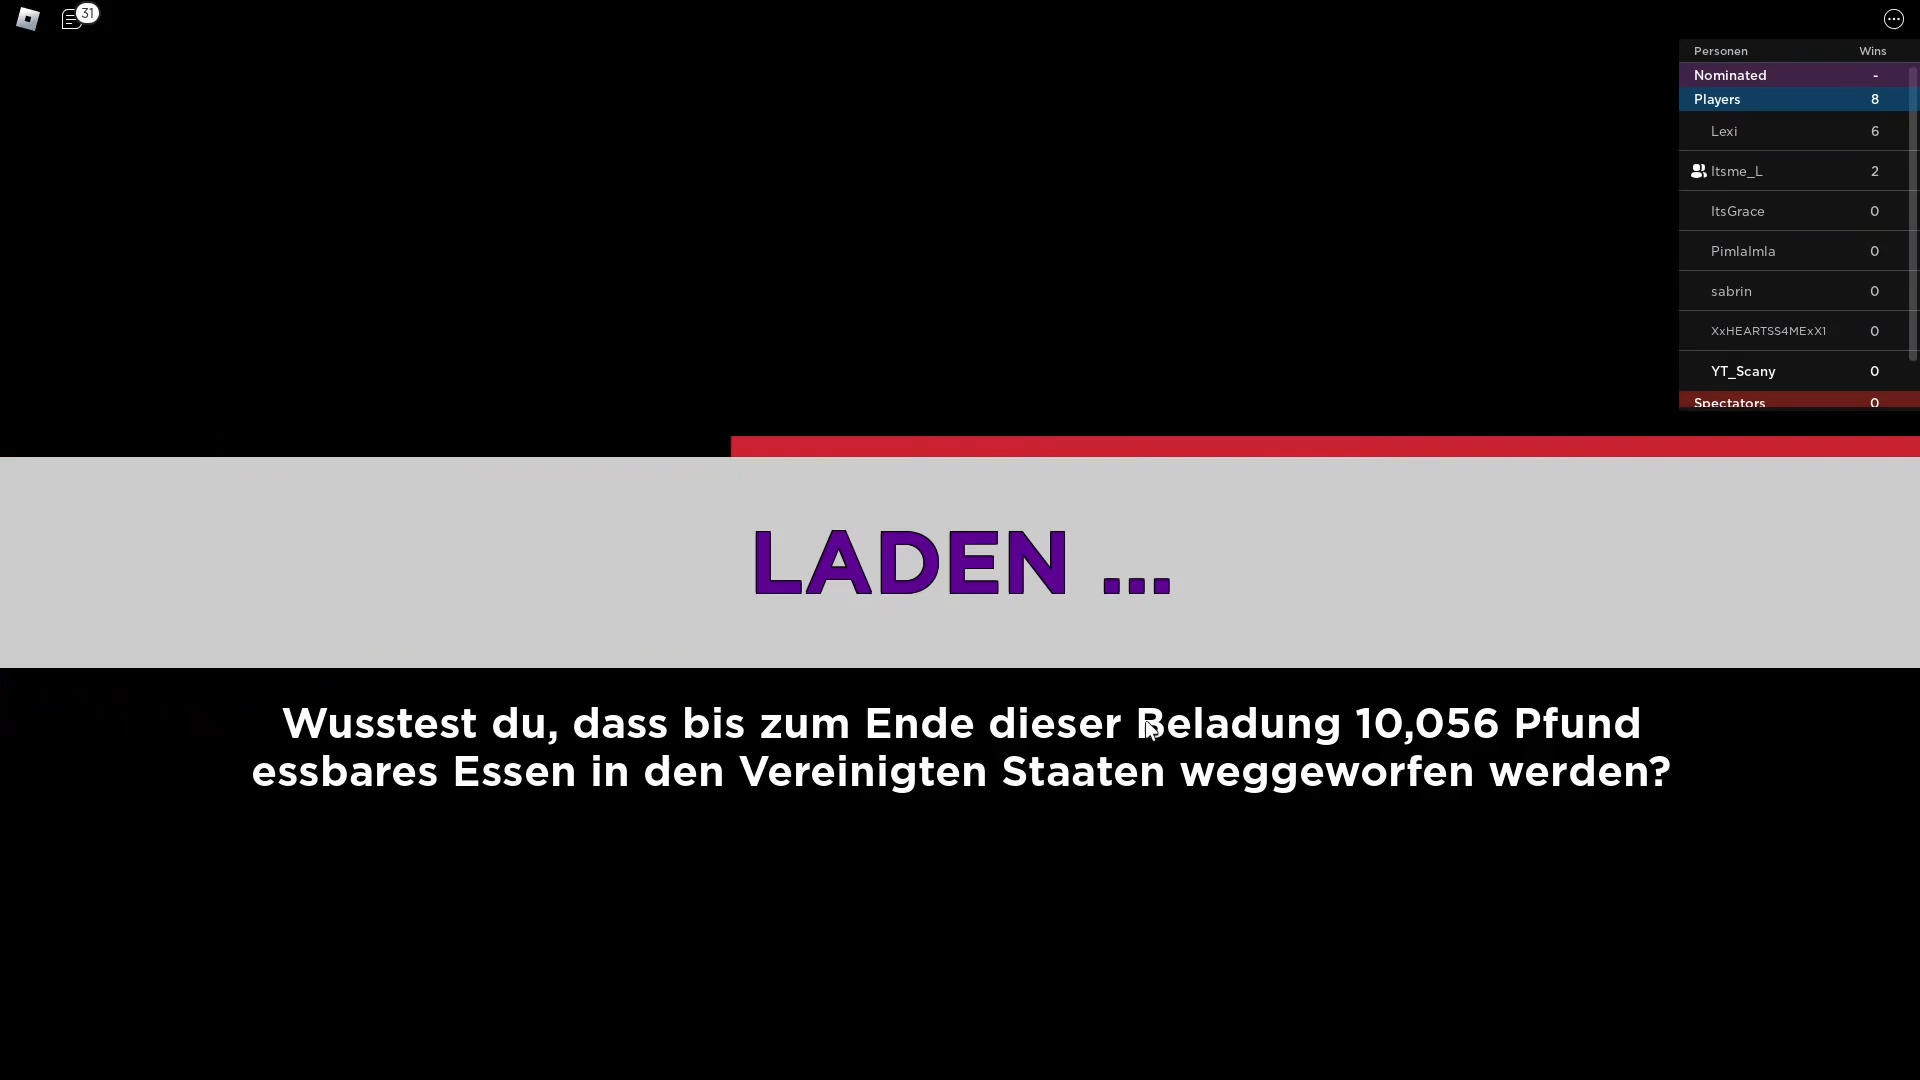 31
Personen Wins
Nominated -
Players 8
Lexi 6
Itsme_L 2
ItsGrace 0
PimlaImla 0
sabrin 0
XxHEARTSS4MExX1 0
YT_Scany 0
Spectators 0
LADEN ...
Wusstest du, dass bis zum Ende dieser Beladung 10,056 Pfund
essbares Essen in den Vereinigten Staaten weggeworfen werden?